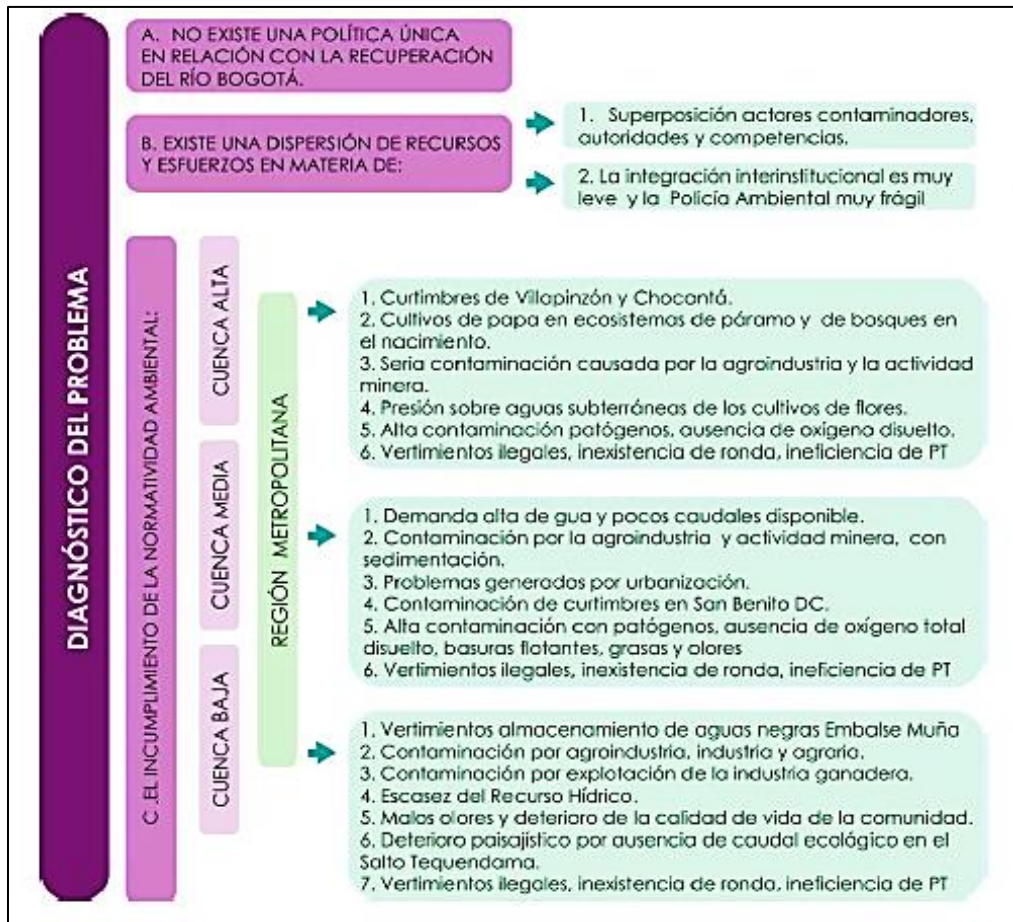 DIAGNÓSTICO DEL PROBLEMA
A. NO EXISTE UNA POLÍTICA ÚNICA
EN RELACIÓN CON LA RECUPERACIÓN
DEL RÍO BOGOTÁ.
B. EXISTE UNA DISPERSIÓN DE RECURSOS
Y ESFUERZOS EN MATERIA DE:
1. Superposición actores contaminadores,
autoridades y competencias.
2. La integración interinstitucional es muy
leve y la Policía Ambiental muy frágil
C .EL INCUMPLIMIENTO DE LA NORMATIVIDAD AMBIENTAL:
CUENCA ALTA
CUENCA MEDIA
CUENCA BAJA
REGIÓN METROPOLITANA
1. Curtimbres de Villapinzón y Chocontá.
2. Cultivos de papa en ecosistemas de páramo y de bosques en
el nacimiento.
3. Seria contaminación causada por la agroindustria y la actividad
minera.
4. Presión sobre aguas subterráneas de los cultivos de flores.
5. Alta contaminación patógenos, ausencia de oxígeno disuelto.
6. Vertimientos ilegales, inexistencia de ronda, ineficiencia de PT
1. Demanda alta de gua y pocos caudales disponible.
2. Contaminación por la agroindustria y actividad minera, con
sedimentación.
3. Problemas generados por urbanización.
4. Contaminación de curtimbres en San Benito DC.
5. Alta contaminación con patógenos, ausencia de oxígeno total
disuelto, basuras flotantes, grasas y olores
6. Vertimientos ilegales, inexistencia de ronda, ineficiencia de PT
1. Vertimientos almacenamiento de aguas negras Embalse Muña
2. Contaminación por agroindustria, industria y agraria.
3. Contaminación por explotación de la industria ganadera.
4. Escasez del Recurso Hídrico.
5. Malos olores y deterioro de la calidad de vida de la comunidad.
6. Deterioro paisajístico por ausencia de caudal ecológico en el
Salto Tequendama.
7. Vertimientos ilegales, inexistencia de ronda, ineficiencia de PT